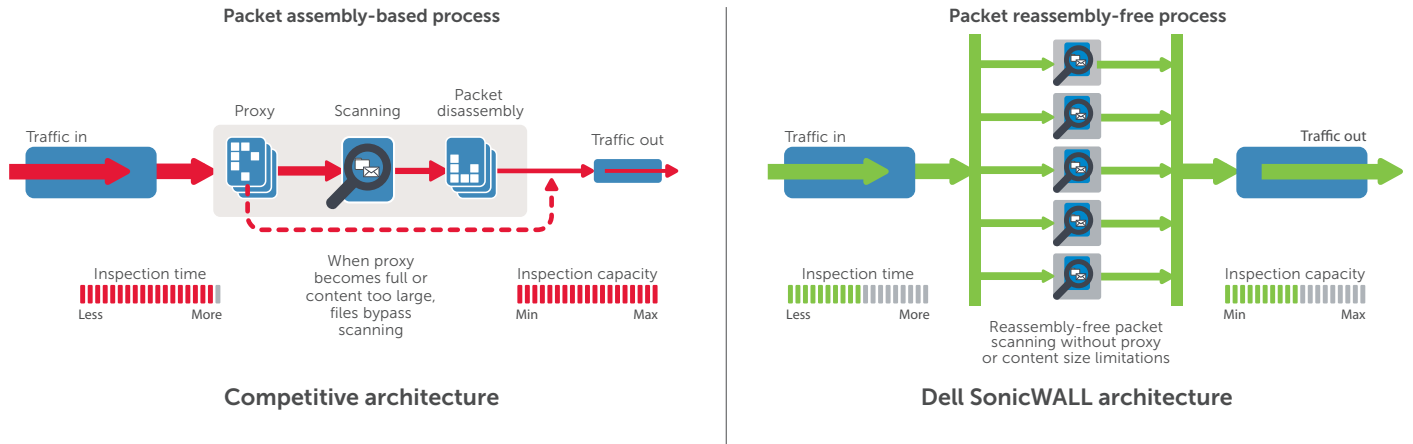 Packet assembly-based process
Proxy
Scanning
Packet
disassembly
Traffic in
Traffic out
When proxy
becomes full or
content too large,
files bypass
scanning
Inspection time
Less
More
Inspection capacity
Min
Max
Competitive architecture
Packet reassembly-free process
Traffic in
Traffic out
Inspection time
Less
More
Inspection capacity
Min
Max
Reassembly-free packet
scanning without proxy
or content size limitations
Dell SonicWALL architecture